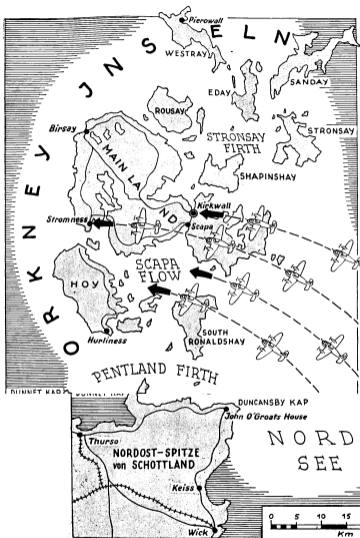 Pierowall
WESTRAY
ORKNEY JNSELN
SANDAY
EDAY
ROUSAY
STRONSAY
STRONSAY
FIRTH
Birsay
MAIN LAND
SHAPINSHAY
Kirkwall
Stromness
Scapa
SCAPA
FLOW
HOY
SOUTH
RONALDSHAY
Hurliness
PENTLAND FIRTH
DUNCANSBY KAP
John O'Groats House
Thurso
NORDOST-SPITZE
von SCHOTTLAND
NORD
SEE
Keiss
Wick
0 5 10 15
Km